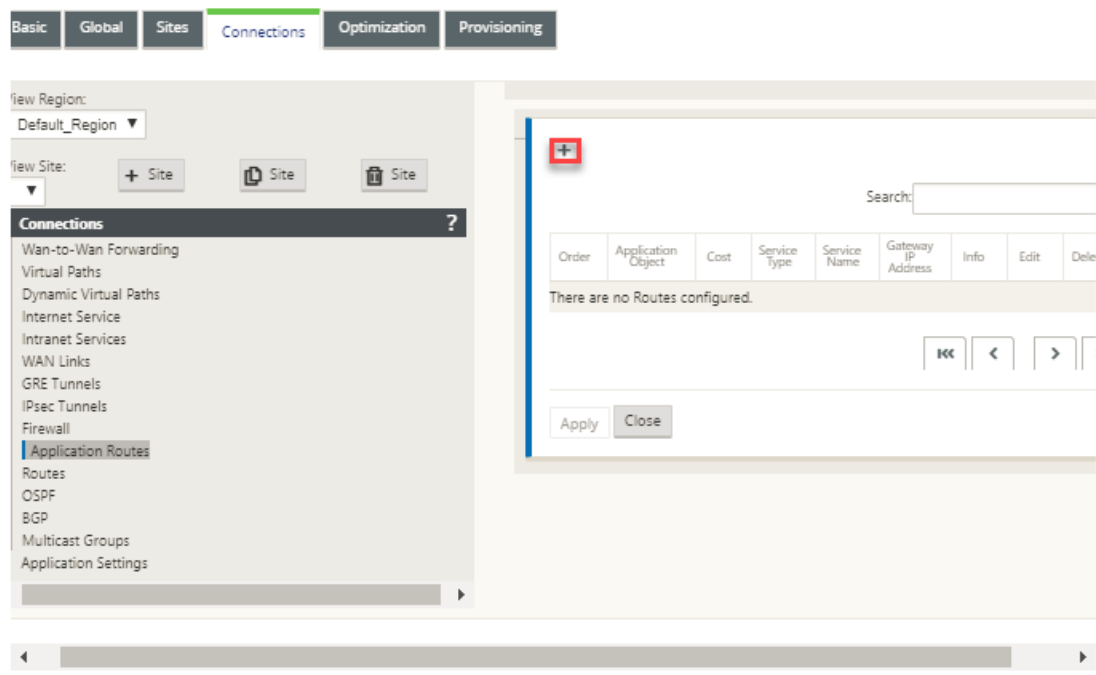 Basic Global Sites Connections Optimization Provisioning
View Region:
Default_Region ▼
View Site:
▼
+ Site Site Site
Connections ?
Wan-to-Wan Forwarding
Virtual Paths
Dynamic Virtual Paths
Internet Service
Intranet Services
WAN Links
GRE Tunnels
IPsec Tunnels
Firewall
Application Routes
Routes
OSPF
BGP
Multicast Groups
Application Settings
+
Search:
Order Application Object Cost Service Type Service Name Gateway IP Address Info Edit Dele
There are no Routes configured.
Apply Close